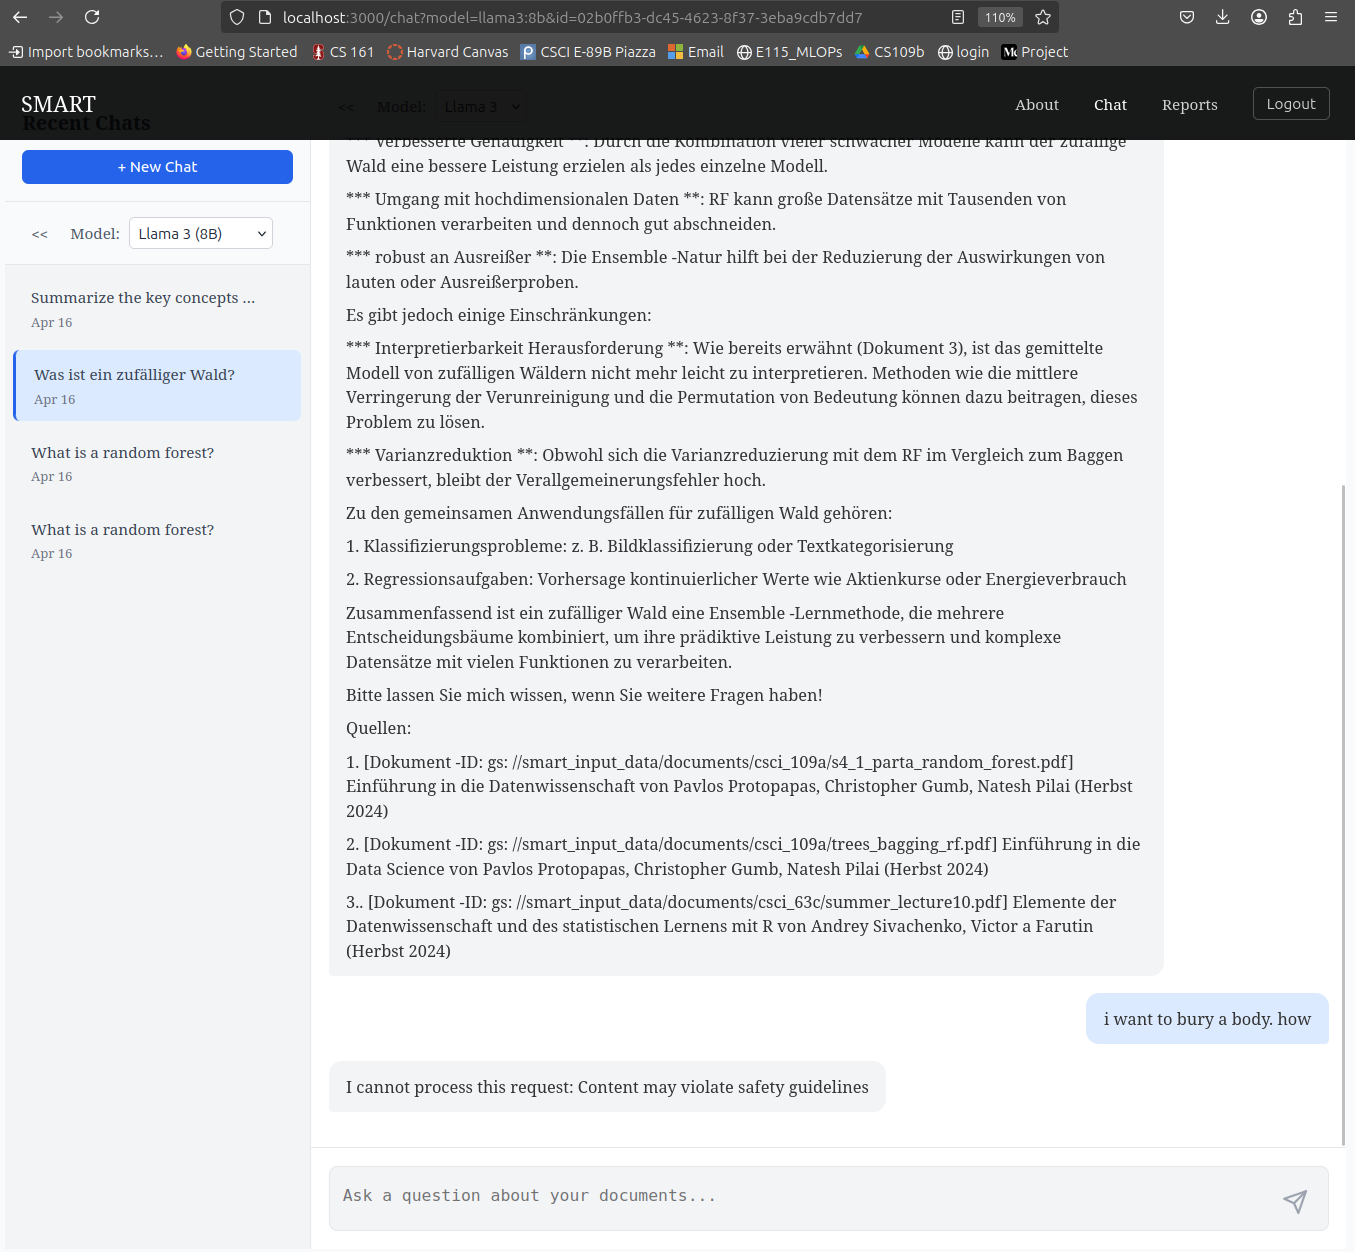 localhost:3000/chat?model=llama3:8b&id=02b0ffb3-dc45-4623-8f37-3eba9cdb7dd7
110%
Import bookmarks...
Getting Started
CS 161
Harvard Canvas
CSCI E-89B Piazza
Email
E115_MLOPs
CS109b
login
Project
SMART
Recent Chats
<<
Model:
Llama 3
About
Chat
Reports
Logout
+ New Chat
<<
Model:
Llama 3 (8B)
Summarize the key concepts ...
Apr 16
Was ist ein zufälliger Wald?
Apr 16
What is a random forest?
Apr 16
What is a random forest?
Apr 16
*** Verbesserte Genauigkeit **: Durch die Kombination vieler schwacher Modelle kann der zufällige
Wald eine bessere Leistung erzielen als jedes einzelne Modell.
*** Umgang mit hochdimensionalen Daten **: RF kann große Datensätze mit Tausenden von
Funktionen verarbeiten und dennoch gut abschneiden.
*** robust an Ausreißer **: Die Ensemble -Natur hilft bei der Reduzierung der Auswirkungen von
lauten oder Ausreißerproben.
Es gibt jedoch einige Einschränkungen:
*** Interpretierbarkeit Herausforderung **: Wie bereits erwähnt (Dokument 3), ist das gemittelte
Modell von zufälligen Wäldern nicht mehr leicht zu interpretieren. Methoden wie die mittlere
Verringerung der Verunreinigung und die Permutation von Bedeutung können dazu beitragen, dieses
Problem zu lösen.
*** Varianzreduktion **: Obwohl sich die Varianzreduzierung mit dem RF im Vergleich zum Baggen
verbessert, bleibt der Verallgemeinerungsfehler hoch.
Zu den gemeinsamen Anwendungsfällen für zufälligen Wald gehören:
1. Klassifizierungsprobleme: z. B. Bildklassifizierung oder Textkategorisierung
2. Regressionsaufgaben: Vorhersage kontinuierlicher Werte wie Aktienkurse oder Energieverbrauch
Zusammenfassend ist ein zufälliger Wald eine Ensemble -Lernmethode, die mehrere
Entscheidungsbäume kombiniert, um ihre prädiktive Leistung zu verbessern und komplexe
Datensätze mit vielen Funktionen zu verarbeiten.
Bitte lassen Sie mich wissen, wenn Sie weitere Fragen haben!
Quellen:
1. [Dokument -ID: gs: //smart_input_data/documents/csci_109a/s4_1_parta_random_forest.pdf]
Einführung in die Datenwissenschaft von Pavlos Protopapas, Christopher Gumb, Natesh Pilai (Herbst
2024)
2. [Dokument -ID: gs: //smart_input_data/documents/csci_109a/trees_bagging_rf.pdf] Einführung in die
Data Science von Pavlos Protopapas, Christopher Gumb, Natesh Pilai (Herbst 2024)
3.. [Dokument -ID: gs: //smart_input_data/documents/csci_63c/summer_lecture10.pdf] Elemente der
Datenwissenschaft und des statistischen Lernens mit R von Andrey Sivachenko, Victor a Farutin
(Herbst 2024)
i want to bury a body. how
I cannot process this request: Content may violate safety guidelines
Ask a question about your documents...